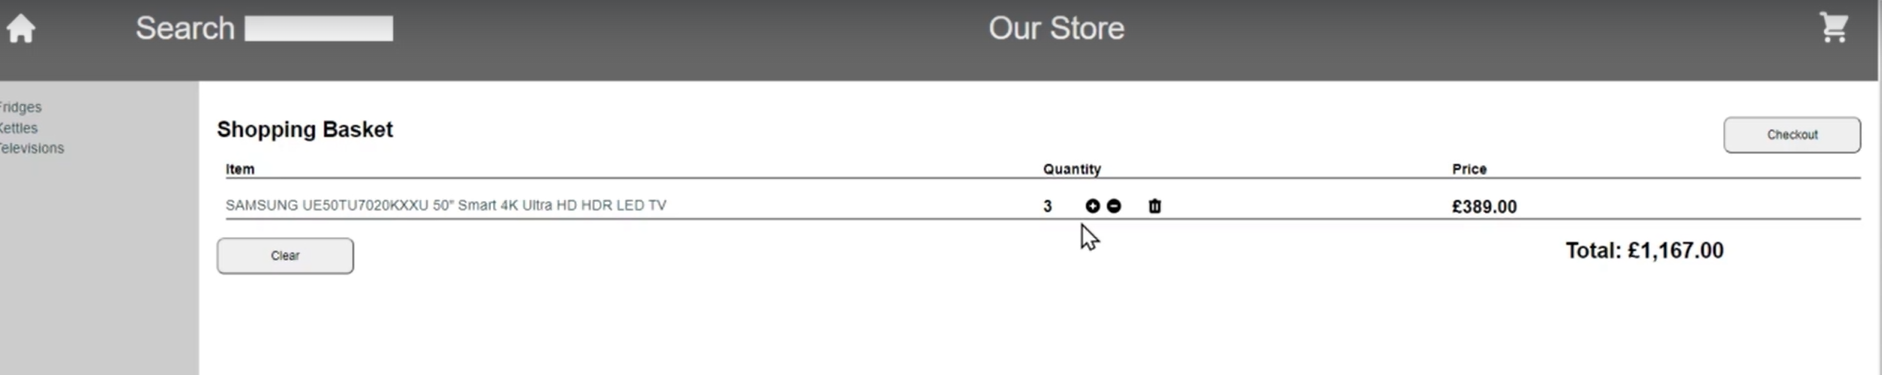 Search
Our Store
Fridges
Kettles
Televisions
Shopping Basket
Checkout
Item Quantity Price
SAMSUNG UE50TU7020KXXU 50" Smart 4K Ultra HD HDR LED TV 3 £389.00
Clear
Total: £1,167.00